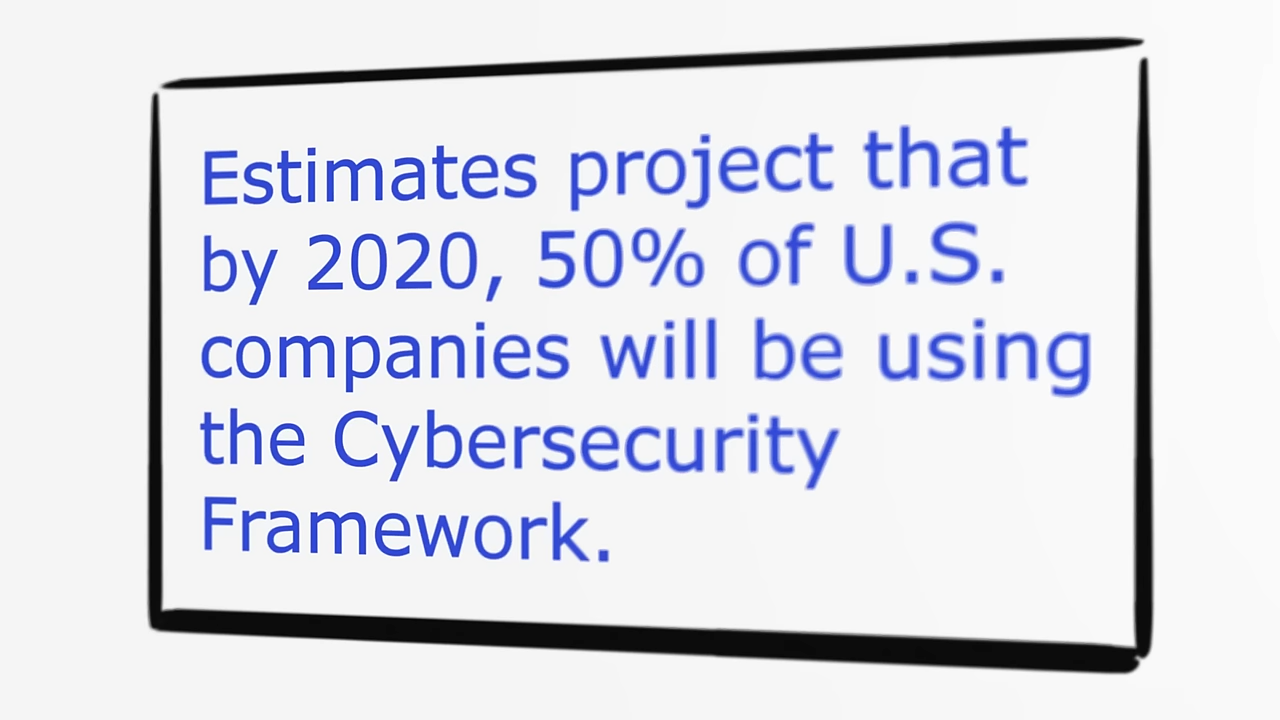 Estimates project that
by 2020, 50% of U.S.
companies will be using
the Cybersecurity
Framework.